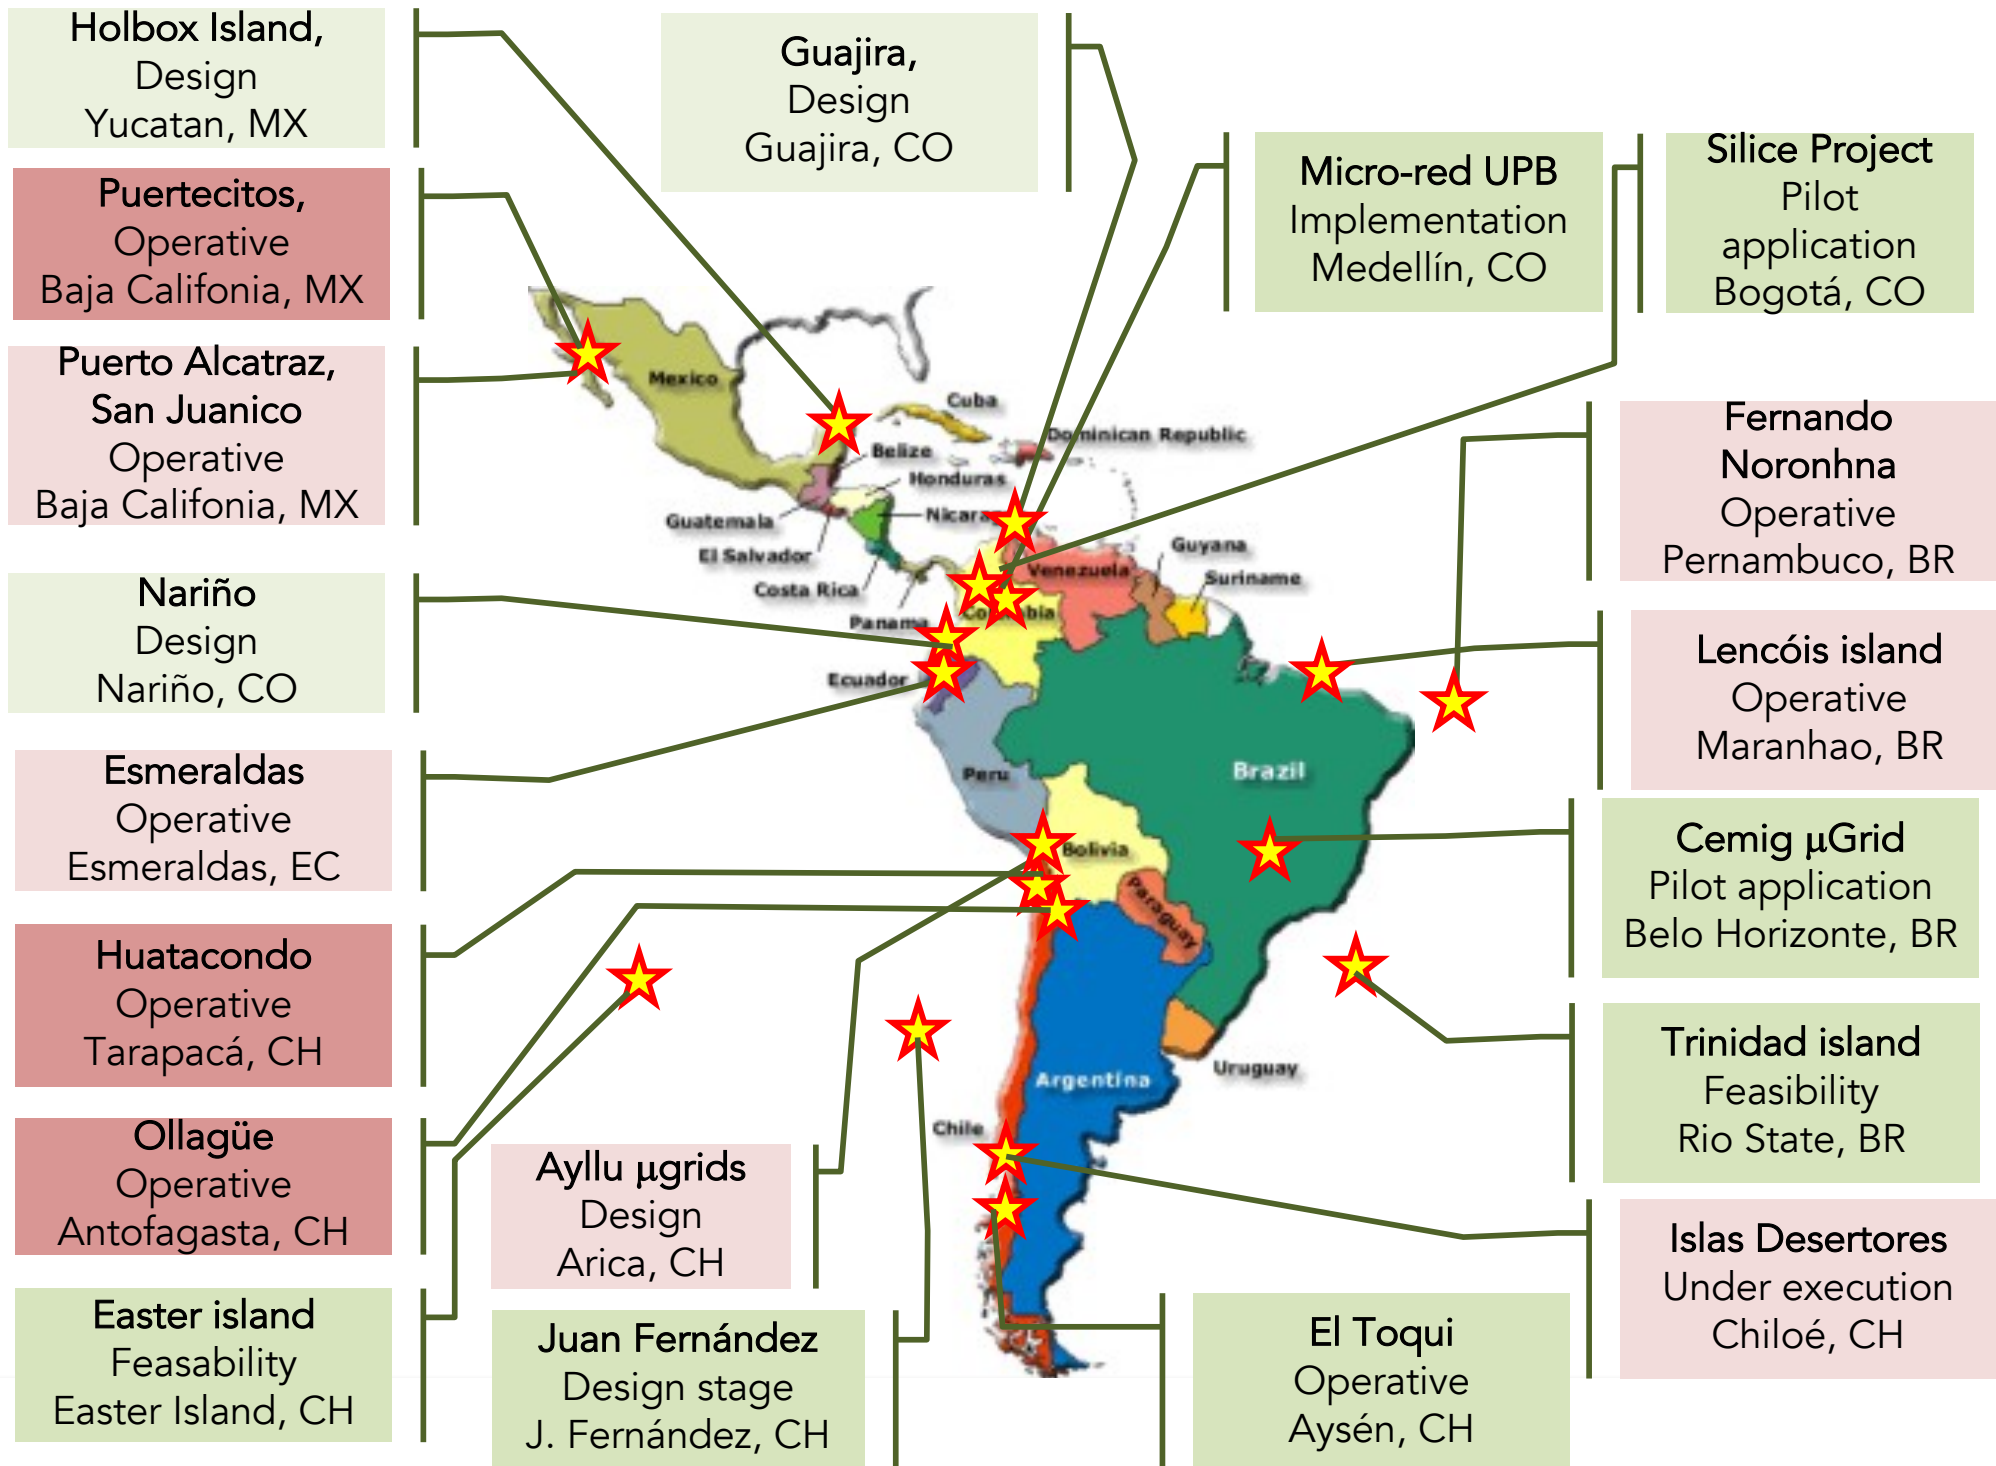 Holbox Island,
Design
Yucatan, MX
Guajira,
Design
Guajira, CO
Micro-red UPB
Implementation
Medellín, CO
Silice Project
Pilot
application
Bogotá, CO
Puertecitos,
Operative
Baja Califonia, MX
Puerto Alcatraz,
San Juanico
Operative
Baja Califonia, MX
Nariño
Design
Nariño, CO
Esmeraldas
Operative
Esmeraldas, EC
Huatacondo
Operative
Tarapacá, CH
Ollagüe
Operative
Antofagasta, CH
Easter island
Feasability
Easter Island, CH
Ayllu μgrids
Design
Arica, CH
Juan Fernández
Design stage
J. Fernández, CH
El Toqui
Operative
Aysén, CH
Fernando
Noronhna
Operative
Pernambuco, BR
Lencóis island
Operative
Maranhao, BR
Cemig μGrid
Pilot application
Belo Horizonte, BR
Trinidad island
Feasibility
Rio State, BR
Islas Desertores
Under execution
Chiloé, CH
Mexico
Cuba
Dominican Republic
Belize
Honduras
Guatemala
El Salvador
Costa Rica
Panama
Venezuela
Guyana
Suriname
Ecuador
Peru
Brazil
Bolivia
Paraguay
Uruguay
Argentina
Chile